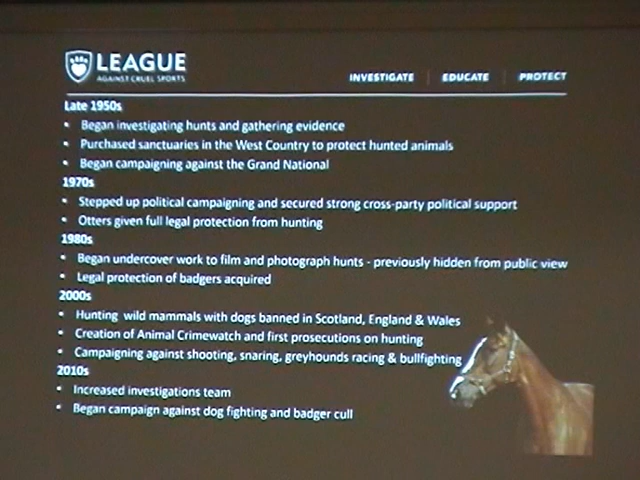 LEAGUE
AGAINST CRUEL SPORTS
INVESTIGATE EDUCATE PROTECT
Late 1950s
• Began investigating hunts and gathering evidence
• Purchased sanctuaries in the West Country to protect hunted animals
• Began campaigning against the Grand National
1970s
• Stepped up political campaigning and secured strong cross-party political support
• Otters given full legal protection from hunting
1980s
• Began undercover work to film and photograph hunts - previously hidden from public view
• Legal protection of badgers acquired
2000s
• Hunting wild mammals with dogs banned in Scotland, England & Wales
• Creation of Animal Crimewatch and first prosecutions on hunting
• Campaigning against shooting, snaring, greyhounds racing & bullfighting
2010s
• Increased investigations team
• Began campaign against dog fighting and badger cull